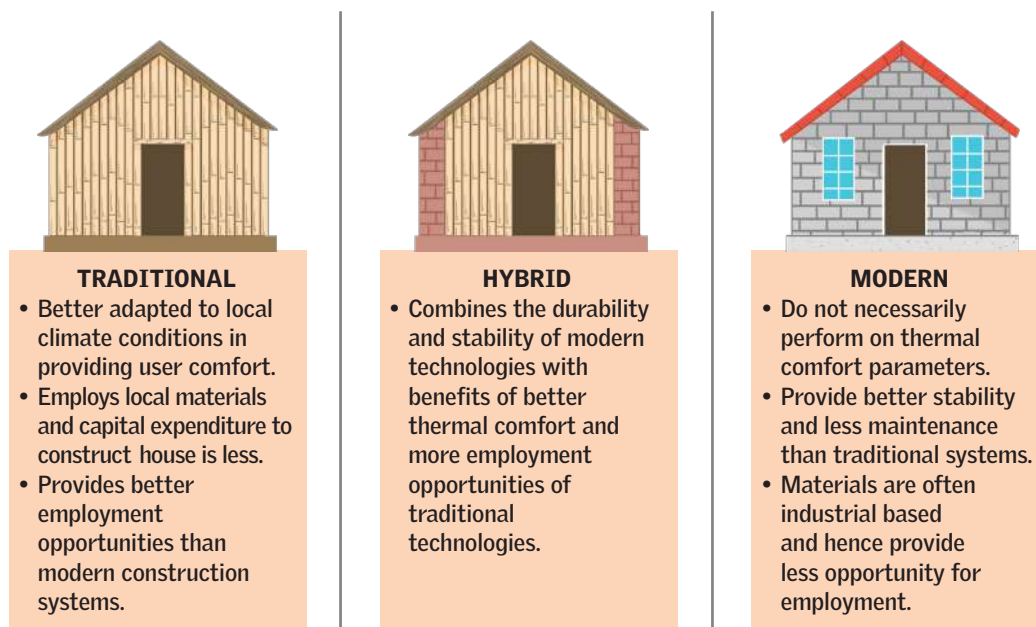 TRADITIONAL
• Better adapted to local
climate conditions in
providing user comfort.
• Employs local materials
and capital expenditure to
construct house is less.
• Provides better
employment
opportunities than
modern construction
systems.
HYBRID
• Combines the durability
and stability of modern
technologies with
benefits of better
thermal comfort and
more employment
opportunities of
traditional
technologies.
MODERN
• Do not necessarily
perform on thermal
comfort parameters.
• Provide better stability
and less maintenance
than traditional systems.
• Materials are often
industrial based
and hence provide
less opportunity for
employment.